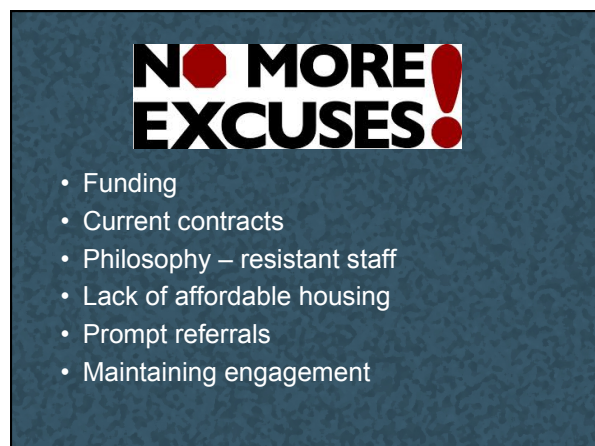 NO MORE!
EXCUSES!
• Funding
• Current contracts
• Philosophy – resistant staff
• Lack of affordable housing
• Prompt referrals
• Maintaining engagement